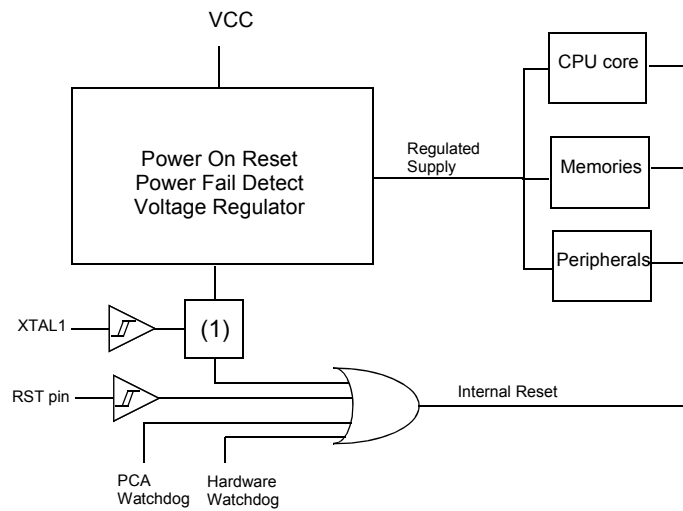 VCC
CPU core
Power On Reset
Power Fail Detect
Voltage Regulator
Regulated
Supply
Memories
Peripherals
XTAL1
(1)
RST pin
Internal Reset
PCA
Watchdog
Hardware
Watchdog